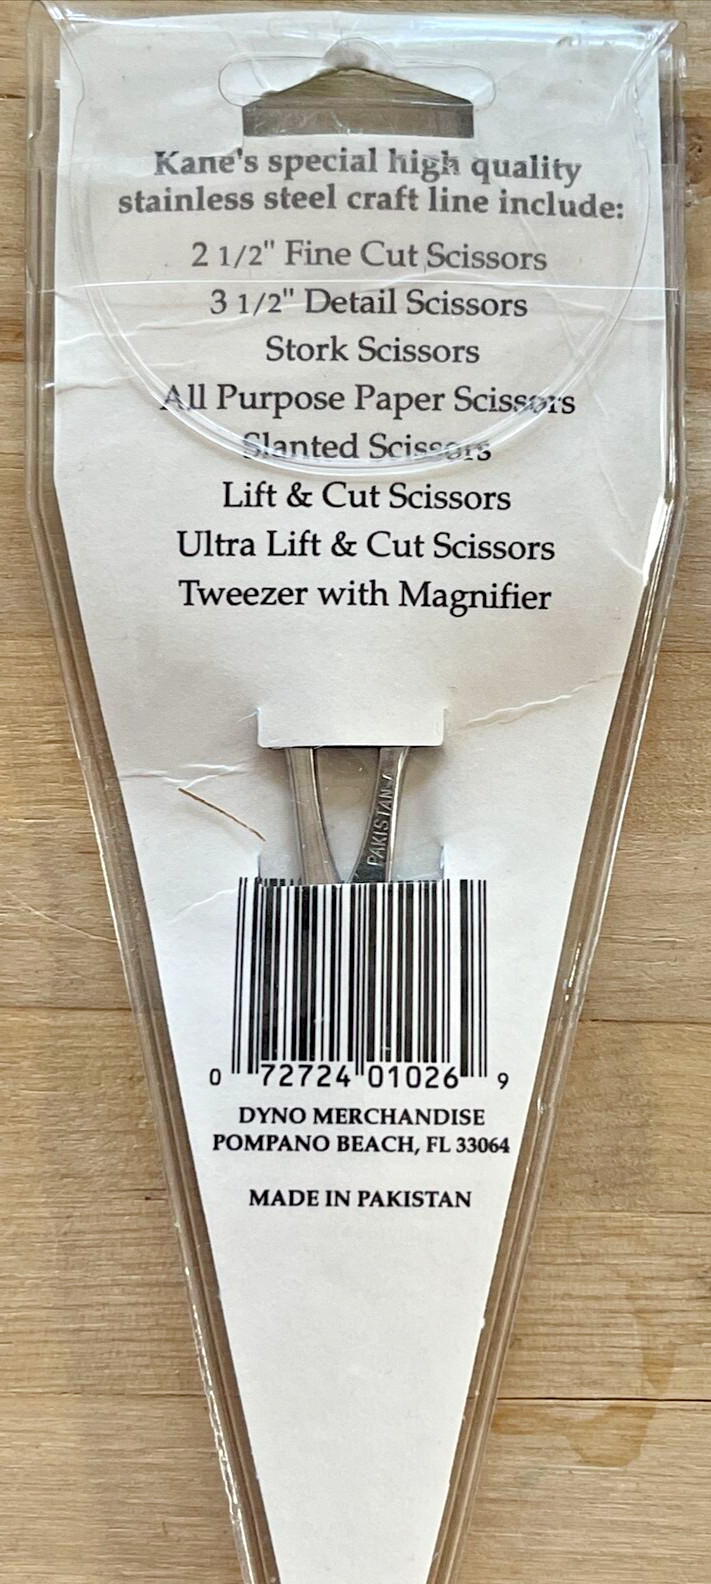 Kane's special high quality
stainless steel craft line include:
2 1/2" Fine Cut Scissors
3 1/2" Detail Scissors
Stork Scissors
All Purpose Paper Scissors
Slanted Scissors
Lift & Cut Scissors
Ultra Lift & Cut Scissors
Tweezer with Magnifier
PAKISTAN
0 72724 01026 9
DYNO MERCHANDISE
POMPANO BEACH, FL 33064
MADE IN PAKISTAN